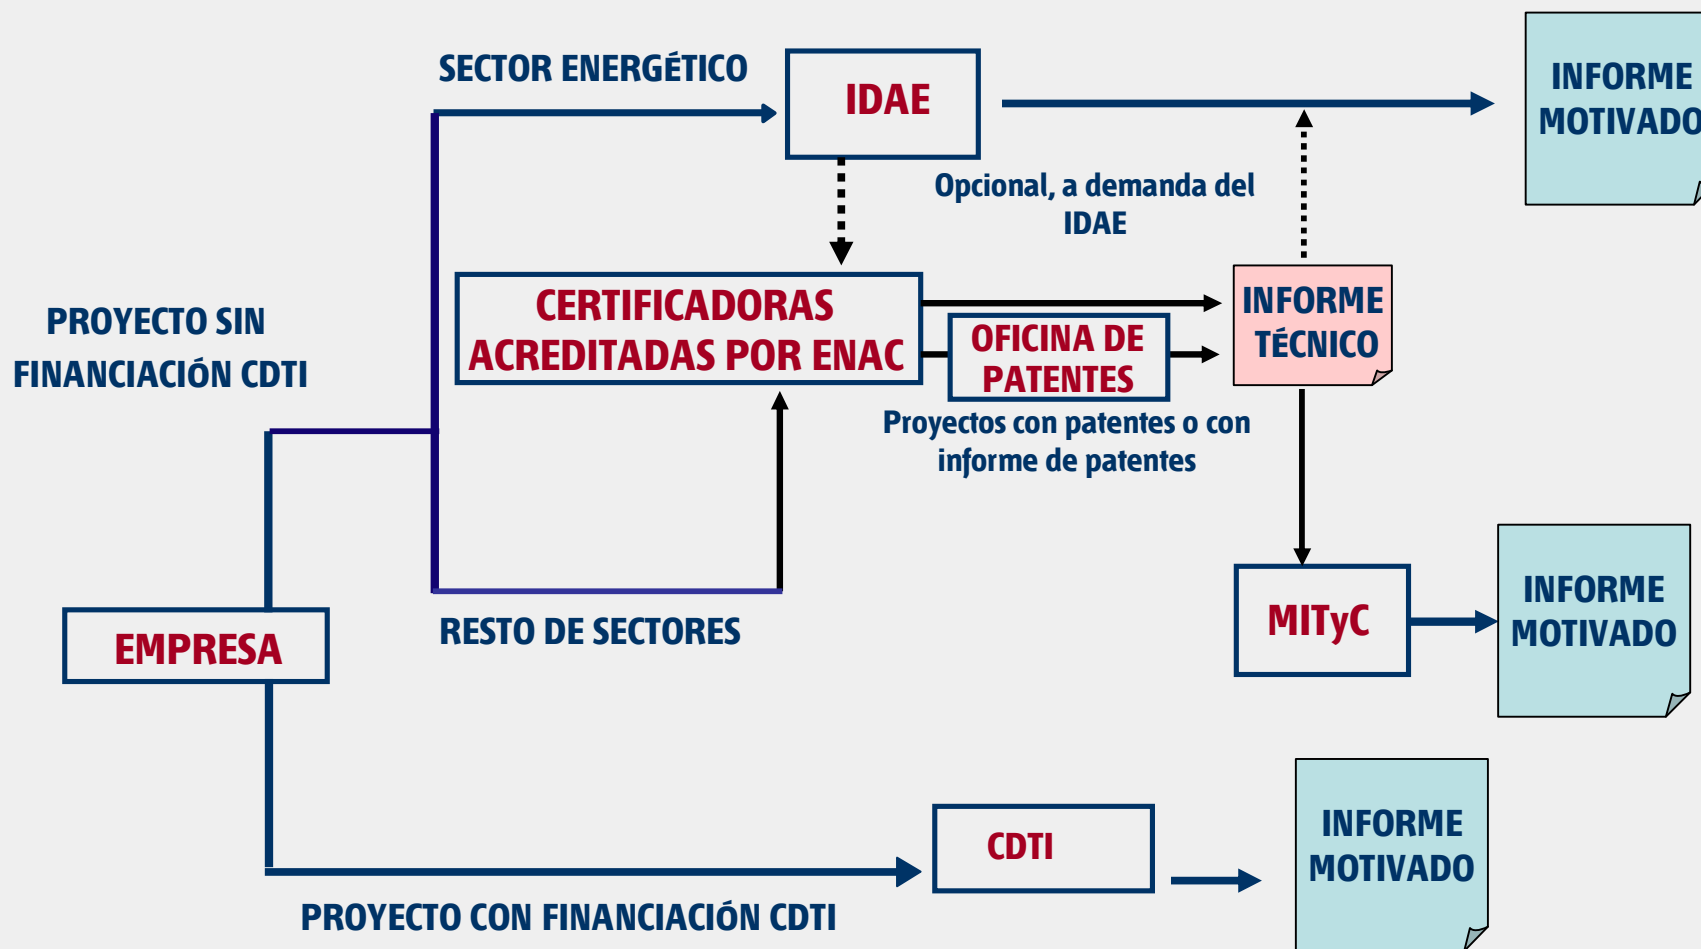 SECTOR ENERGÉTICO
IDAE
INFORME
MOTIVADO
Opcional, a demanda del
IDAE
PROYECTO SIN
FINANCIACIÓN CDTI
CERTIFICADORAS
ACREDITADAS POR ENAC
OFICINA DE
PATENTES
INFORME
TÉCNICO
Proyectos con patentes o con
informe de patentes
EMPRESA
RESTO DE SECTORES
MITyC
INFORME
MOTIVADO
CDTI
INFORME
MOTIVADO
PROYECTO CON FINANCIACIÓN CDTI